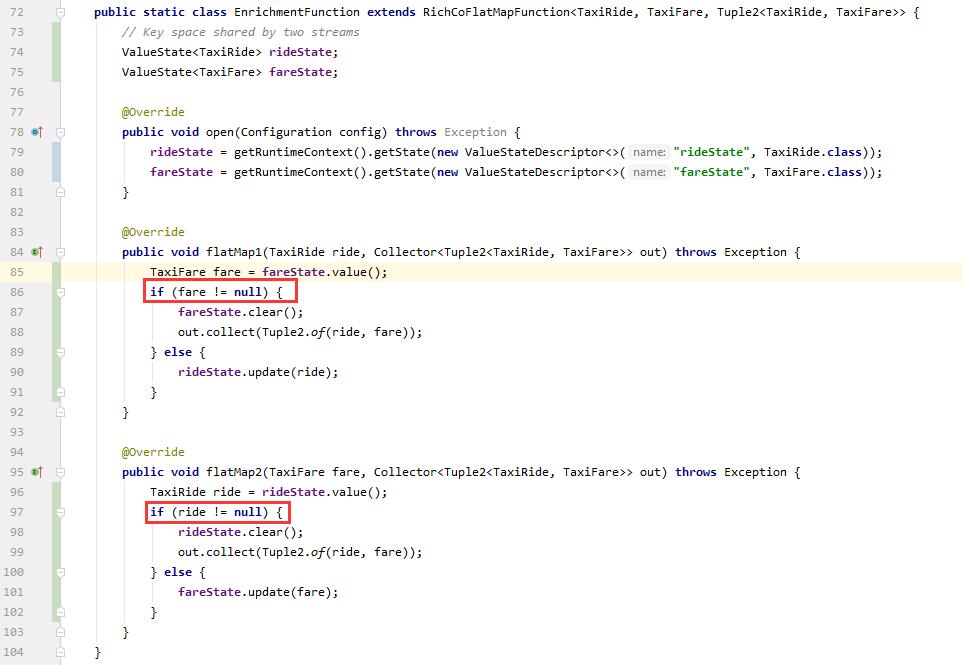 72 public static class EnrichmentFunction extends RichCoFlatMapFunction<TaxiRide, TaxiFare, Tuple2<TaxiRide, TaxiFare>> {
73 // Key space shared by two streams
74 ValueState<TaxiRide> rideState;
75 ValueState<TaxiFare> fareState;
76
77 @Override
78 public void open(Configuration config) throws Exception {
79 rideState = getRuntimeContext().getState(new ValueStateDescriptor<>( name: "rideState", TaxiRide.class));
80 fareState = getRuntimeContext().getState(new ValueStateDescriptor<>( name: "fareState", TaxiFare.class));
81 }
82
83 @Override
84 public void flatMap1(TaxiRide ride, Collector<Tuple2<TaxiRide, TaxiFare>> out) throws Exception {
85 TaxiFare fare = fareState.value();
86 if (fare != null) {
87 fareState.clear();
88 out.collect(Tuple2.of(ride, fare));
89 } else {
90 rideState.update(ride);
91 }
92 }
93
94 @Override
95 public void flatMap2(TaxiFare fare, Collector<Tuple2<TaxiRide, TaxiFare>> out) throws Exception {
96 TaxiRide ride = rideState.value();
97 if (ride != null) {
98 rideState.clear();
99 out.collect(Tuple2.of(ride, fare));
100 } else {
101 fareState.update(fare);
102 }
103 }
104 }